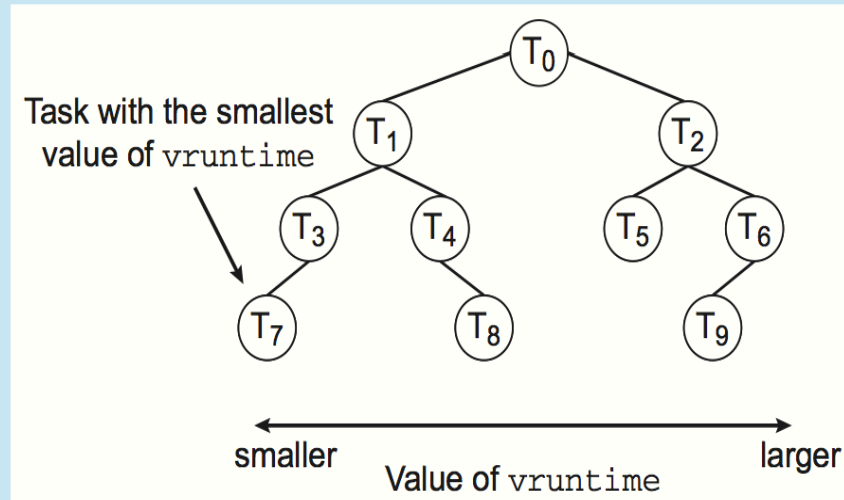 T0
Task with the smallest
value of vruntime
T1
T2
T3
T4
T5
T6
T7
T8
T9
smaller
larger
Value of vruntime